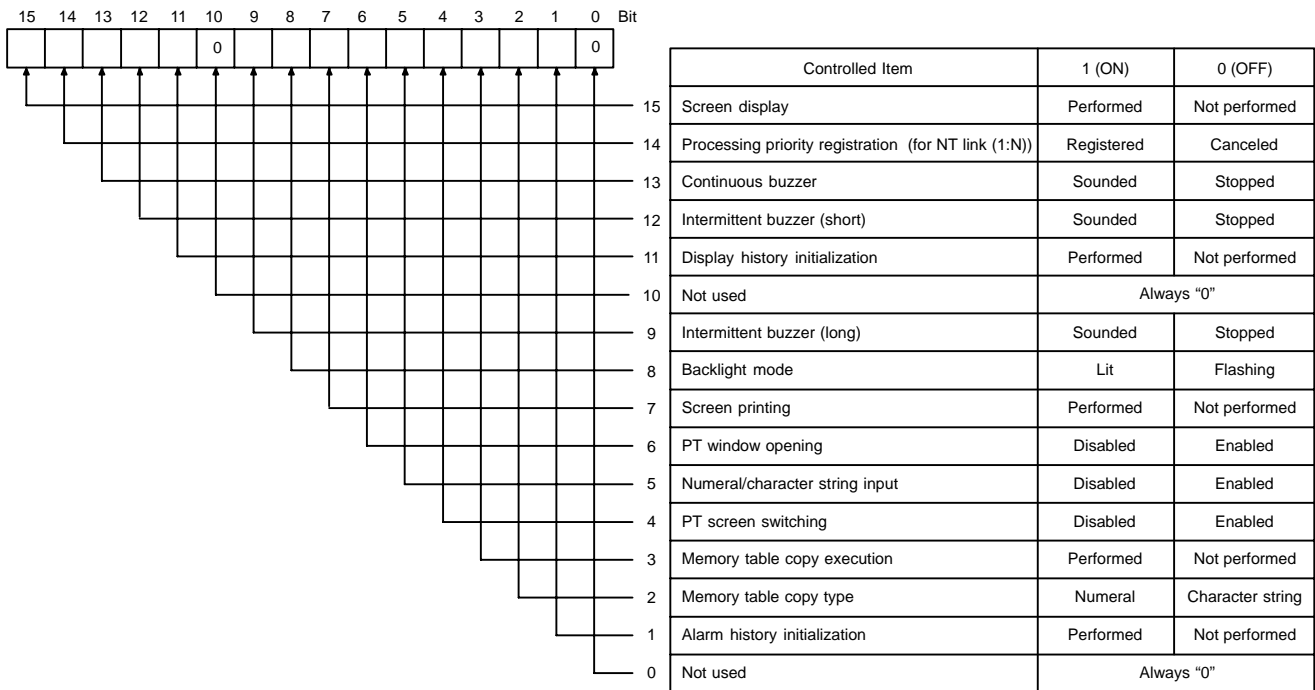 15 14 13 12 11 10 9 8 7 6 5 4 3 2 1 0 Bit
0 0
Controlled Item 1 (ON) 0 (OFF)
15 Screen display Performed Not performed
14 Processing priority registration (for NT link (1:N)) Registered Canceled
13 Continuous buzzer Sounded Stopped
12 Intermittent buzzer (short) Sounded Stopped
11 Display history initialization Performed Not performed
10 Not used Always “0”
9 Intermittent buzzer (long) Sounded Stopped
8 Backlight mode Lit Flashing
7 Screen printing Performed Not performed
6 PT window opening Disabled Enabled
5 Numeral/character string input Disabled Enabled
4 PT screen switching Disabled Enabled
3 Memory table copy execution Performed Not performed
2 Memory table copy type Numeral Character string
1 Alarm history initialization Performed Not performed
0 Not used Always “0”